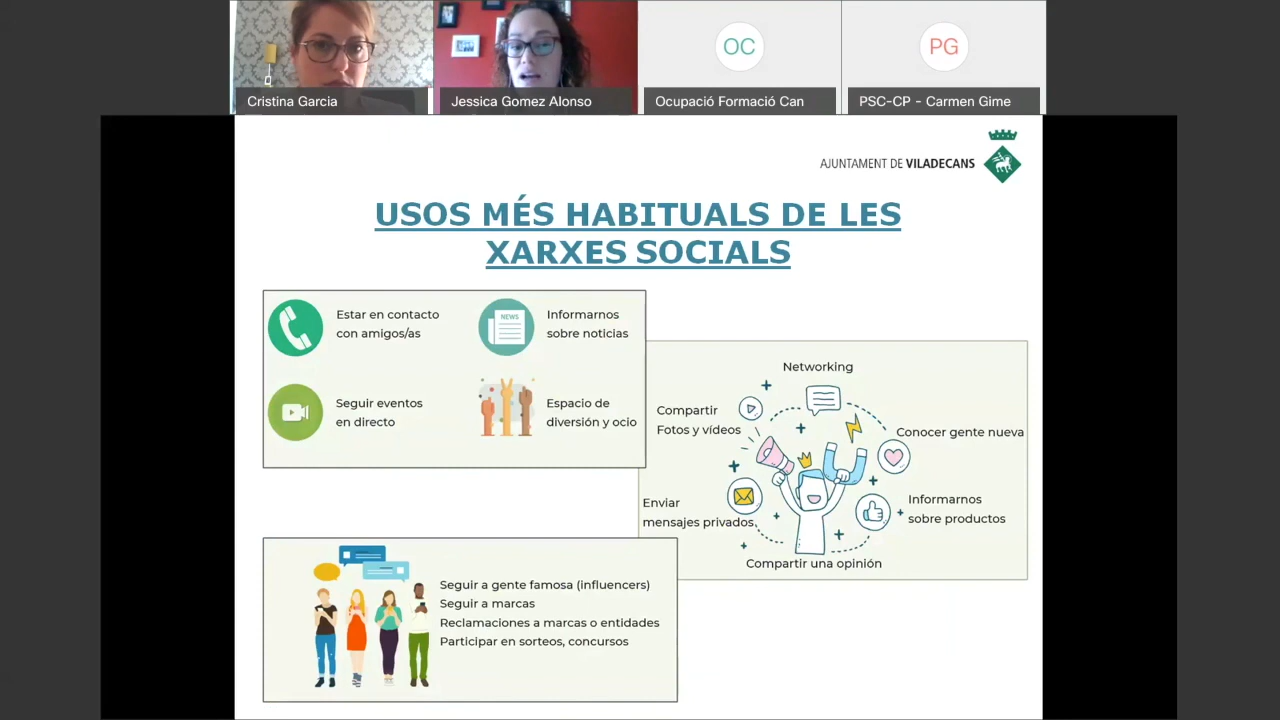 OC
PG
Cristina Garcia
Jessica Gomez Alonso
Ocupació Formació Can
PSC-CP - Carmen Gime
AJUNTAMENT DE VILADECANS
USOS MÉS HABITUALS DE LES
XARXES SOCIALS
Estar en contacto
con amigos/as
NEWS
Informarnos
sobre noticias
Seguir eventos
en directo
Espacio de
diversión y ocio
Networking
Compartir
Fotos y vídeos
Conocer gente nueva
Enviar
mensajes privados
Informarnos
sobre productos
Compartir una opinión
Seguir a gente famosa (influencers)
Seguir a marcas
Reclamaciones a marcas o entidades
Participar en sorteos, concursos